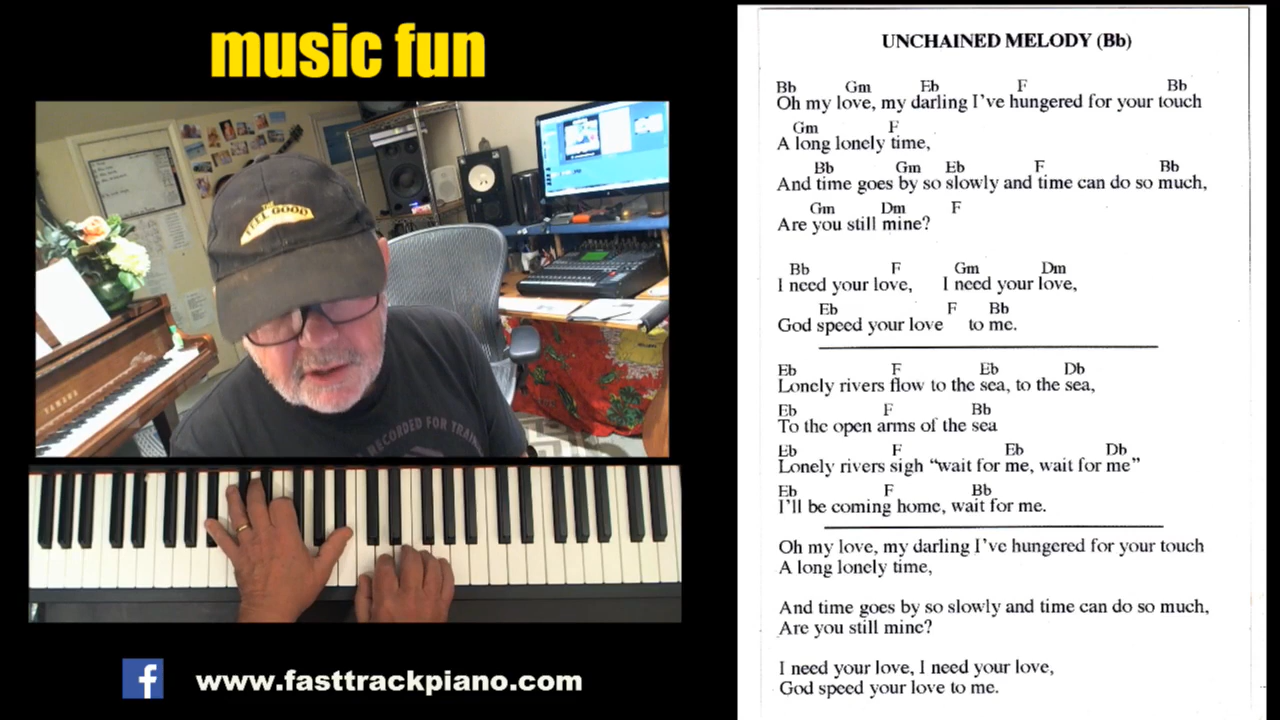 music fun
THE
FEEL GOOD
YAMAHA
RECORDED FOR
www.fasttrackpiano.com
UNCHAINED MELODY (Bb)
Bb Gm Eb F Bb
Oh my love, my darling I've hungered for your touch
Gm F
A long lonely time,
Bb Gm Eb F Bb
And time goes by so slowly and time can do so much,
Gm Dm F
Are you still mine?
Bb F Gm Dm
I need your love, I need your love,
Eb F Bb
God speed your love to me.
Eb F Eb Db
Lonely rivers flow to the sea, to the sea,
Eb F Bb
To the open arms of the sea
Eb F Eb Db
Lonely rivers sigh "wait for me, wait for me"
Eb F Bb
I'll be coming home, wait for me.
Oh my love, my darling I've hungered for your touch
A long lonely time,
And time goes by so slowly and time can do so much,
Are you still mine?
I need your love, I need your love,
God speed your love to me.